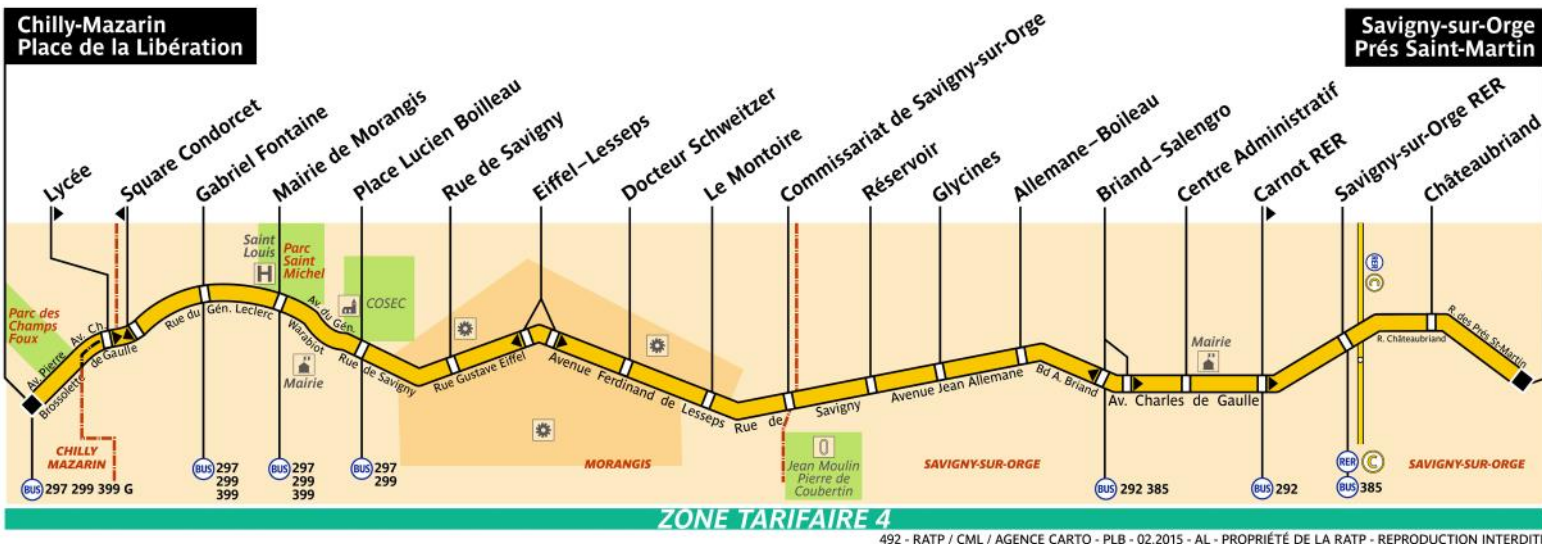 Chilly-Mazarin
Place de la Libération
Savigny-sur-Orge
Prés Saint-Martin
Lycée
Square Condorcet
Gabriel Fontaine
Mairie de Morangis
Place Lucien Boilleau
Rue de Savigny
Eiffel–Lesseps
Docteur Schweitzer
Le Montoire
Commissariat de Savigny-sur-Orge
Réservoir
Glycines
Allemane–Boileau
Briand–Salengro
Centre Administratif
Carnot RER
Savigny-sur-Orge RER
Châteaubriand
Parc des
Champs
Foux
Saint
Louis
H
Parc
Saint
Michel
COSEC
Mairie
Mairie
RER
C
Av. Pierre
Brossolette
Av. Ch.
de Gaulle
Rue du Gén. Leclerc
Warabiot
Av. du Gén.
Rue de Savigny
Rue Gustave Eiffel
Avenue Ferdinand de Lesseps
Rue de Savigny
Avenue Jean Allemane
Bd A. Briand
Av. Charles de Gaulle
R. Châteaubriand
R. des Prés St-Martin
CHILLY
MAZARIN
MORANGIS
Jean Moulin
Pierre de
Coubertin
SAVIGNY-SUR-ORGE
SAVIGNY-SUR-ORGE
BUS 297 299 399 G
BUS 297
299
399
BUS 297
299
399
BUS 297
299
BUS 292 385
BUS 292
RER C
BUS 385
ZONE TARIFAIRE 4
492 - RATP / CML / AGENCE CARTO - PLB - 02.2015 - AL - PROPRIÉTÉ DE LA RATP - REPRODUCTION INTERDITE